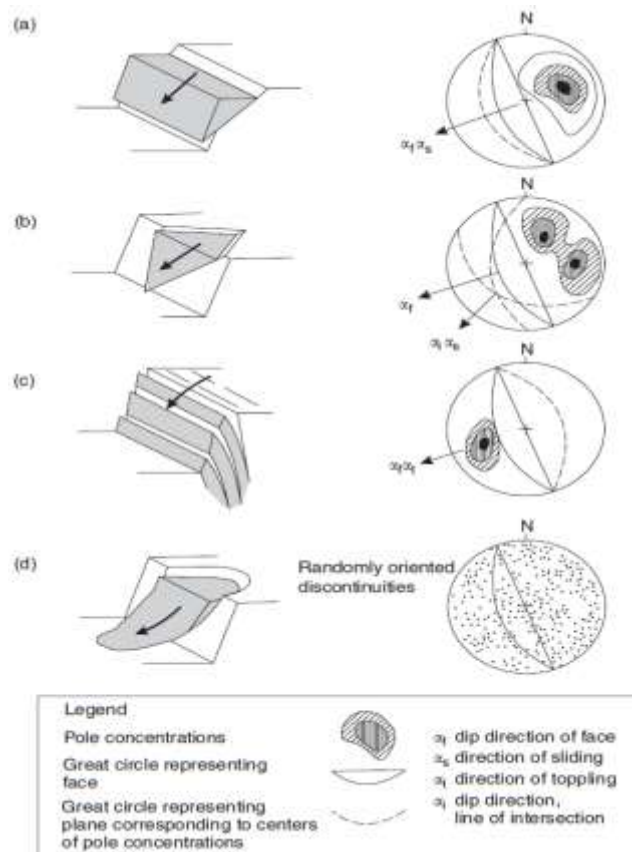 (a)
N
αf αs
(b)
N
αf
αi αs
(c)
N
αf αt
(d)
Randomly oriented
discontinuities
N
Legend
Pole concentrations
Great circle representing
face
Great circle representing
plane corresponding to centers
of pole concentrations
αf dip direction of face
αs direction of sliding
αt direction of toppling
αi dip direction,
line of intersection